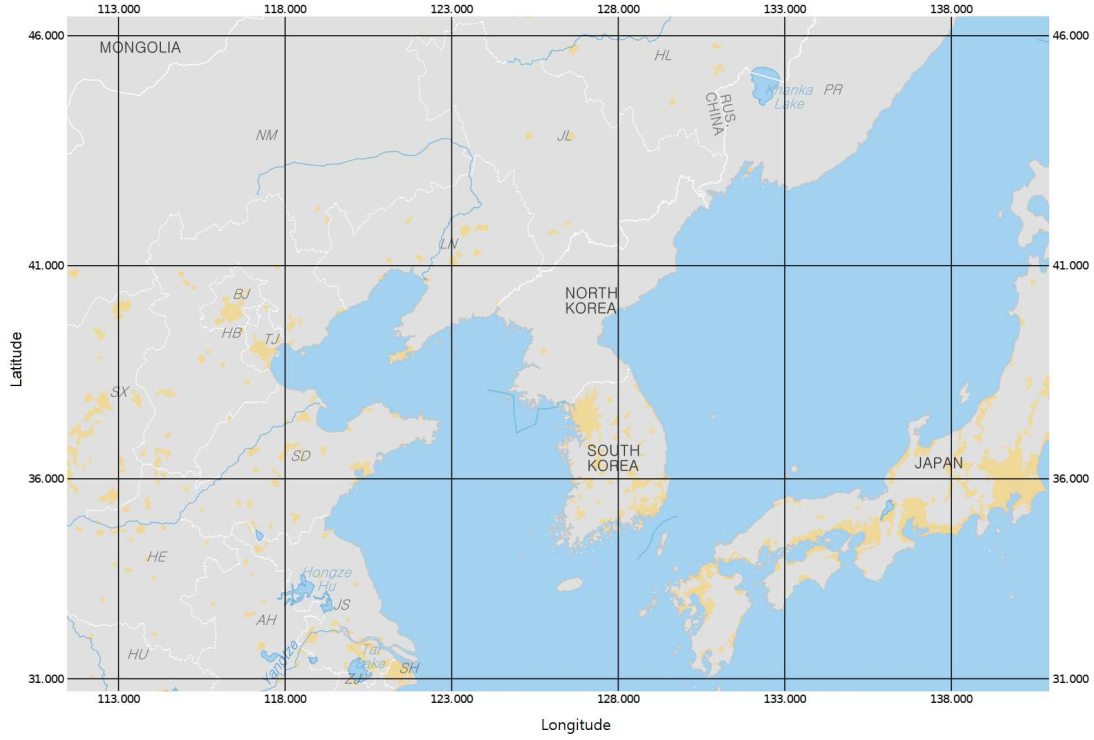 113.000 118.000 123.000 128.000 133.000 138.000
46.000 46.000
MONGOLIA
HL
Khanka
Lake
PR
RUS.
CHINA
NM
JL
LN
41.000 41.000
BJ
NORTH
KOREA
HB
TJ
SX
SD
SOUTH
KOREA
JAPAN
36.000 36.000
HE
Hongze
Hu
JS
AH
HU
Yangtze
Tai
Lake
SH
ZJ
31.000 31.000
113.000 118.000 123.000 128.000 133.000 138.000
Latitude
Longitude